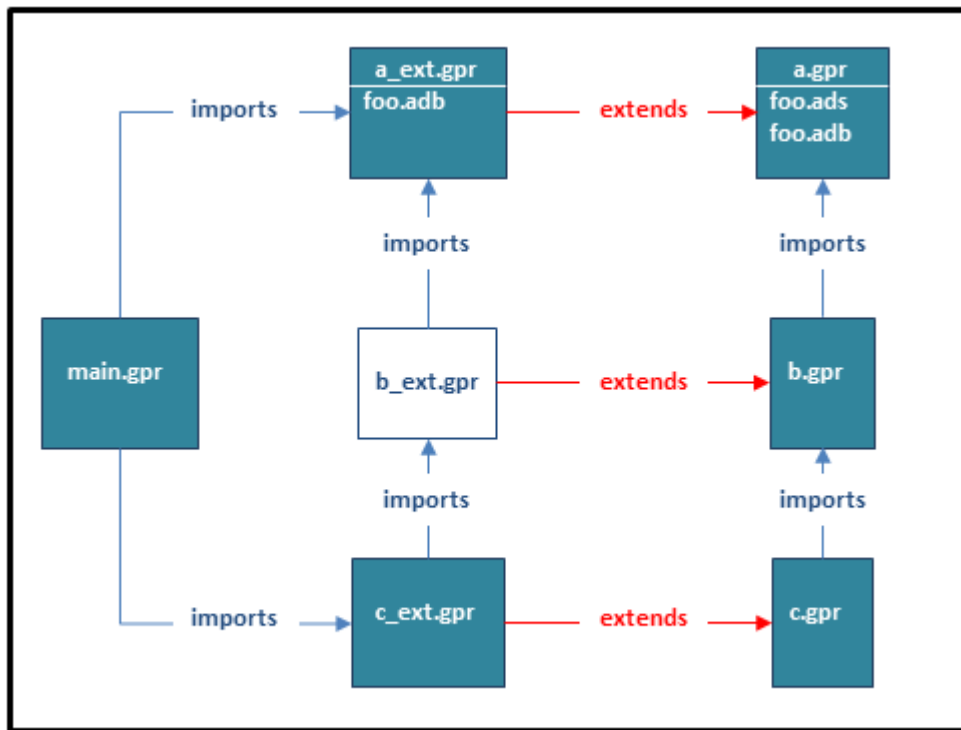 a_ext.gpr
foo.adb
a.gpr
foo.ads
foo.adb
imports
extends
imports
imports
main.gpr
b_ext.gpr
extends
b.gpr
imports
imports
imports
c_ext.gpr
extends
c.gpr